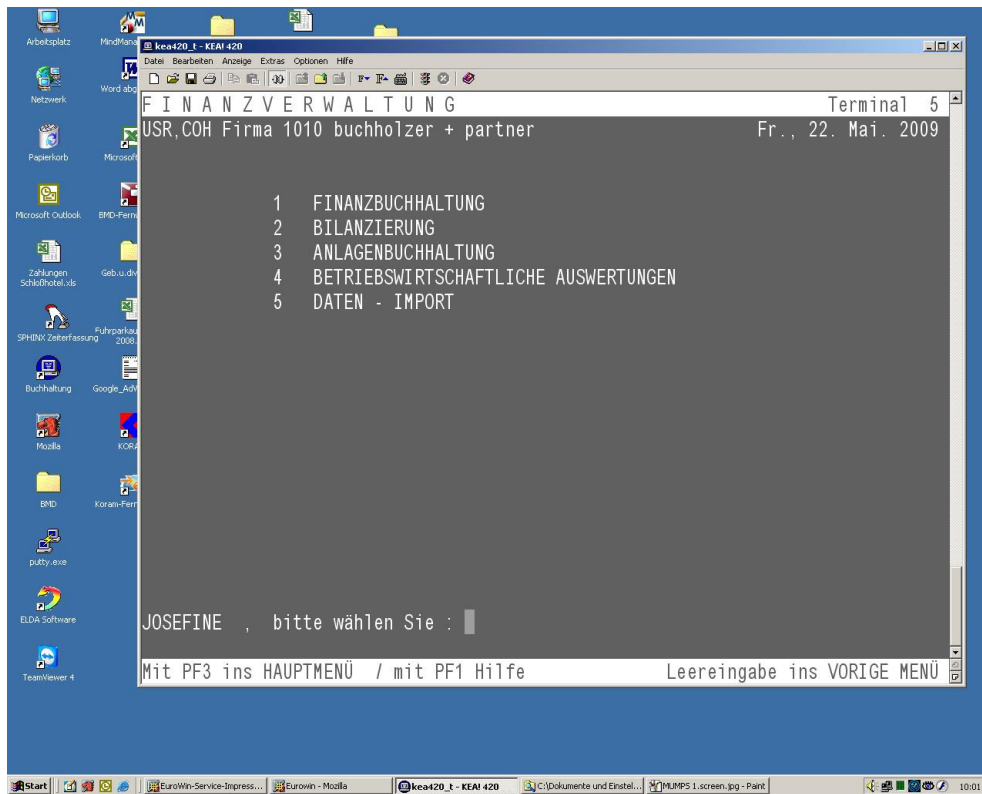 Arbeitsplatz
MindMana
Netzwerk
Word abg
Papierkorb
Microsoft
Microsoft Outlook
BMD-Fern
Zahlungen
Schloßhotel.xls
Geb.u.div
SPHINX Zeiterfassung
Fuhrparkau
2008.
Buchhaltung
Google_AdW
Mozilla
KORA
BMD
Koram-Fern
putty.exe
ELDA Software
TeamViewer 4
kea420_t - KEA! 420
Datei Bearbeiten Anzeige Extras Optionen Hilfe
F I N A N Z V E R W A L T U N G Terminal 5
USR,COH Firma 1010 buchholzer + partner Fr., 22. Mai. 2009
1 FINANZBUCHHALTUNG
2 BILANZIERUNG
3 ANLAGENBUCHHALTUNG
4 BETRIEBSWIRTSCHAFTLICHE AUSWERTUNGEN
5 DATEN - IMPORT
JOSEFINE , bitte wählen Sie :
Mit PF3 ins HAUPTMENÜ / mit PF1 Hilfe Leereingabe ins VORIGE MENÜ
Start EuroWin-Service-Impress... Eurowin - Mozilla kea420_t - KEA! 420 C:\Dokumente und Einstel... MUMPS 1.screen.jpg - Paint 10:01